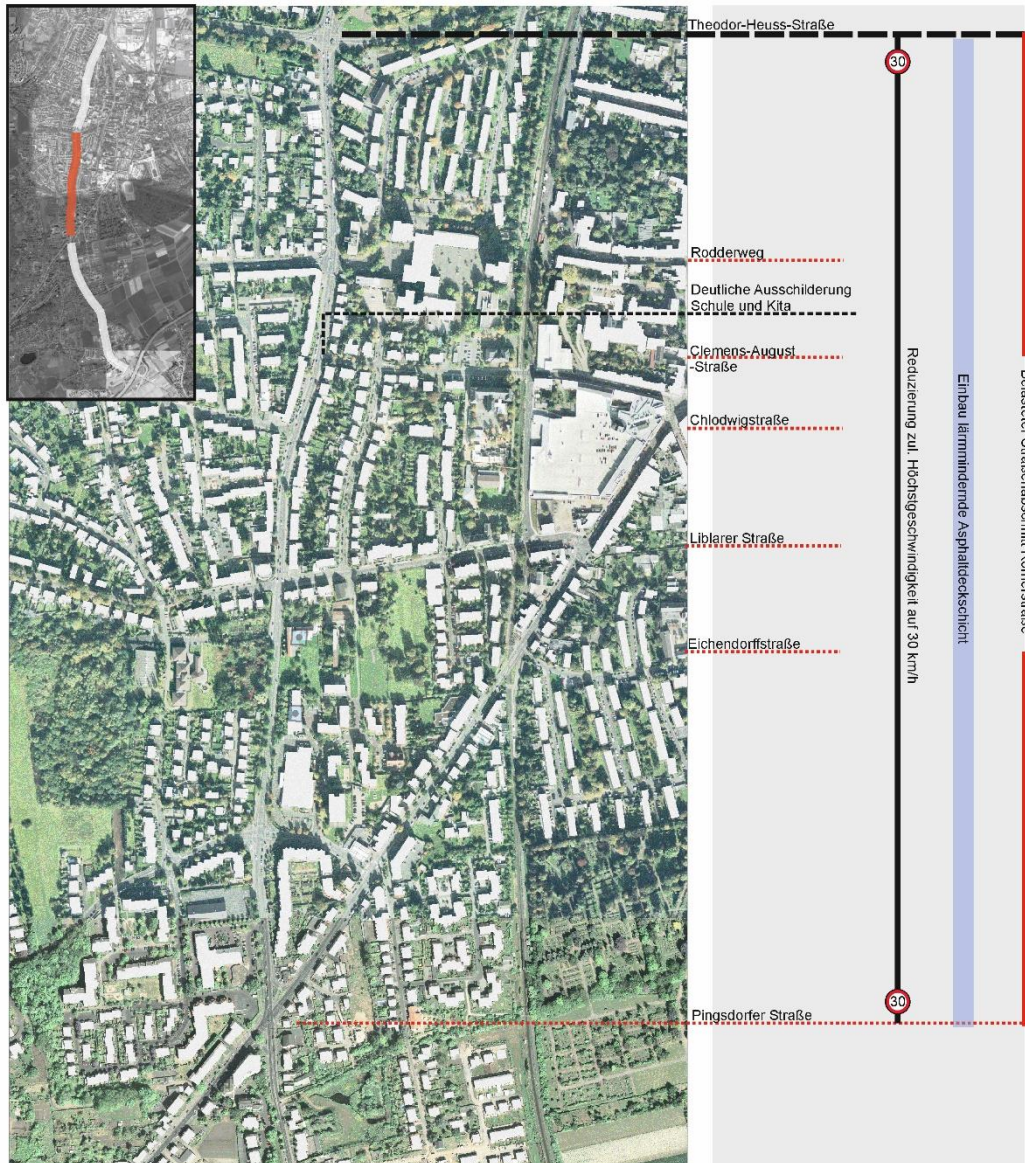 Theodor-Heuss-Straße
30
Rodderweg
Deutliche Ausschilderung
Schule und Kita
Clemens-August
-Straße
Chlodwigstraße
Liblarer Straße
Eichendorffstraße
30
Pingsdorfer Straße
Reduzierung zul. Höchstgeschwindigkeit auf 30 km/h
Einbau lärmmindernde Asphaltdeckschicht